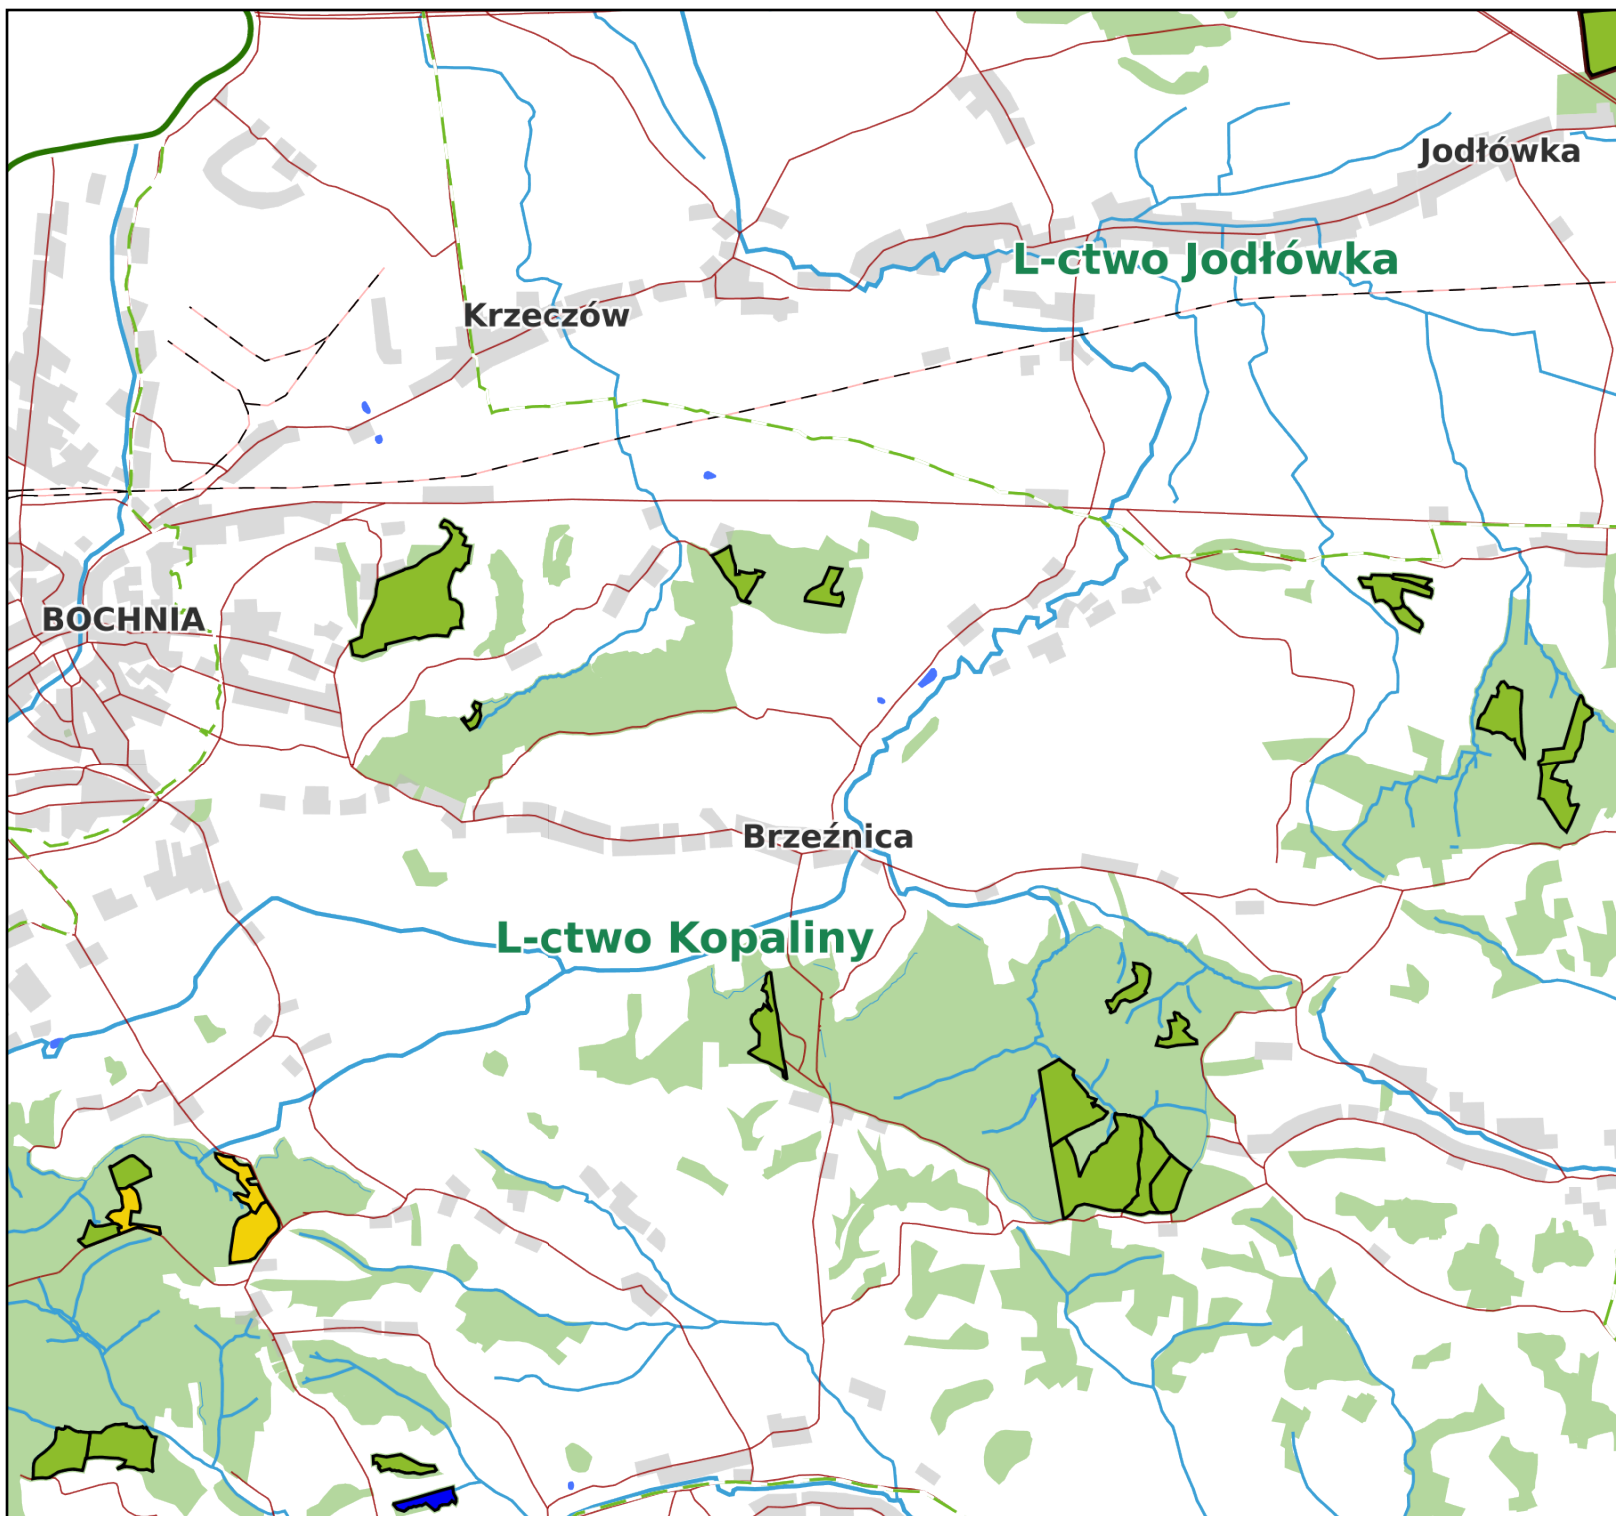 Jodłówka
L-ctwo Jodłówka
Krzeczów
BOCHNIA
Brzeźnica
L-ctwo Kopaliny